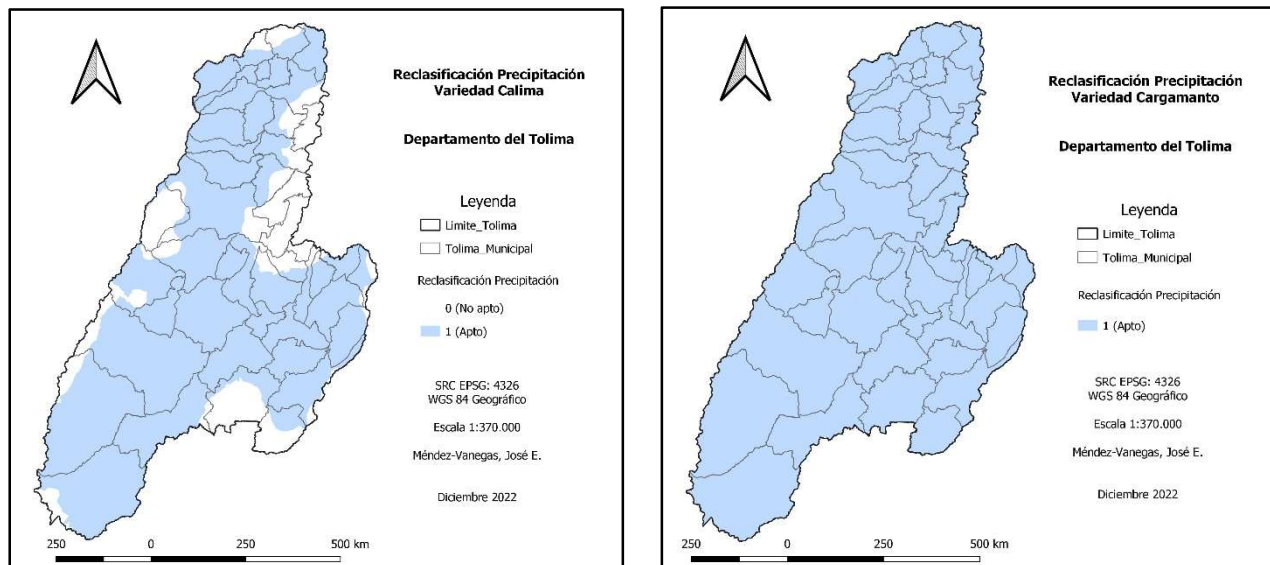 Reclasificación Precipitación
Variedad Calima
Departamento del Tolima
Leyenda
Limite_Tolima
Tolima_Municipal
Reclasificación Precipitación
0 (No apto)
1 (Apto)
SRC EPSG: 4326
WGS 84 Geográfico
Escala 1:370.000
Méndez-Vanegas, José E.
Diciembre 2022
250 0 250 500 km
Reclasificación Precipitación
Variedad Cargamanto
Departamento del Tolima
Leyenda
Limite_Tolima
Tolima_Municipal
Reclasificación Precipitación
1 (Apto)
SRC EPSG: 4326
WGS 84 Geográfico
Escala 1:370.000
Méndez-Vanegas, José E.
Diciembre 2022
250 0 250 500 km